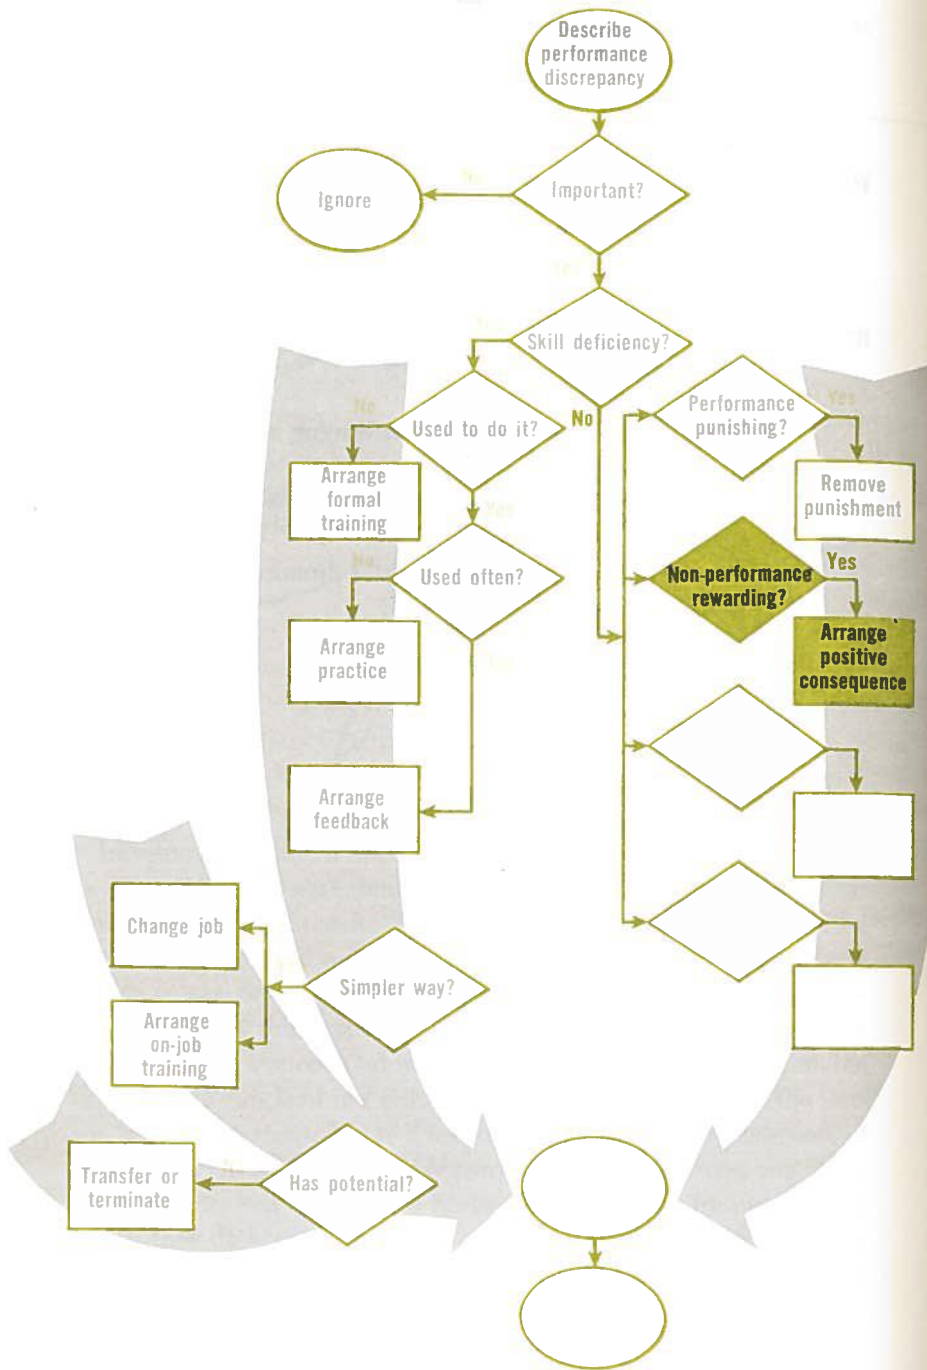 Describe
performance
discrepancy
Important?
No
Ignore
Yes
Skill deficiency?
Yes
No
Used to do it?
No
Arrange
formal
training
Yes
Used often?
No
Arrange
practice
Yes
Arrange
feedback
Performance
punishing?
Yes
Remove
punishment
Non-performance
rewarding?
Yes
Arrange
positive
consequence
Simpler way?
Change job
Arrange
on-job
training
Has potential?
No
Transfer or
terminate